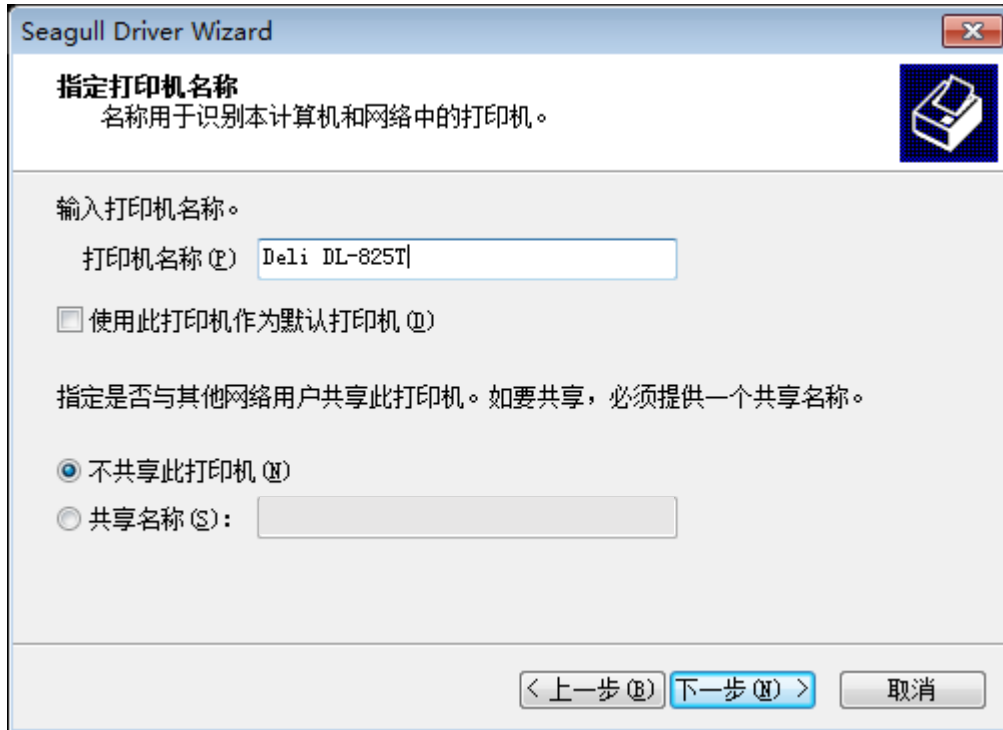 Seagull Driver Wizard
指定打印机名称
名称用于识别本计算机和网络中的打印机。
输入打印机名称。
打印机名称(P) Deli DL-825T
使用此打印机作为默认打印机(D)
指定是否与其他网络用户共享此打印机。如要共享，必须提供一个共享名称。
不共享此打印机(N)
共享名称(S):
< 上一步(B) 下一步(N) > 取消